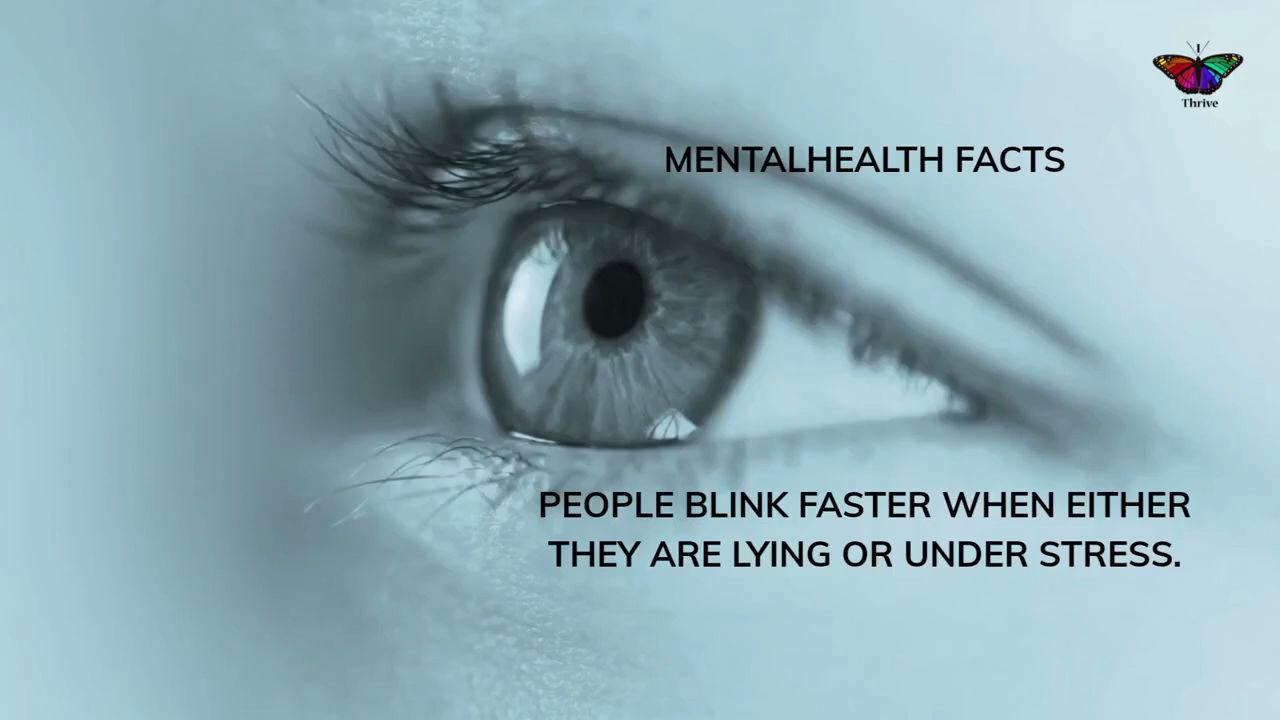 I
Thrive
MENTALHEALTH FACTS
PEOPLE BLINK FASTER WHEN EITHER
THEY ARE LYING OR UNDER STRESS.